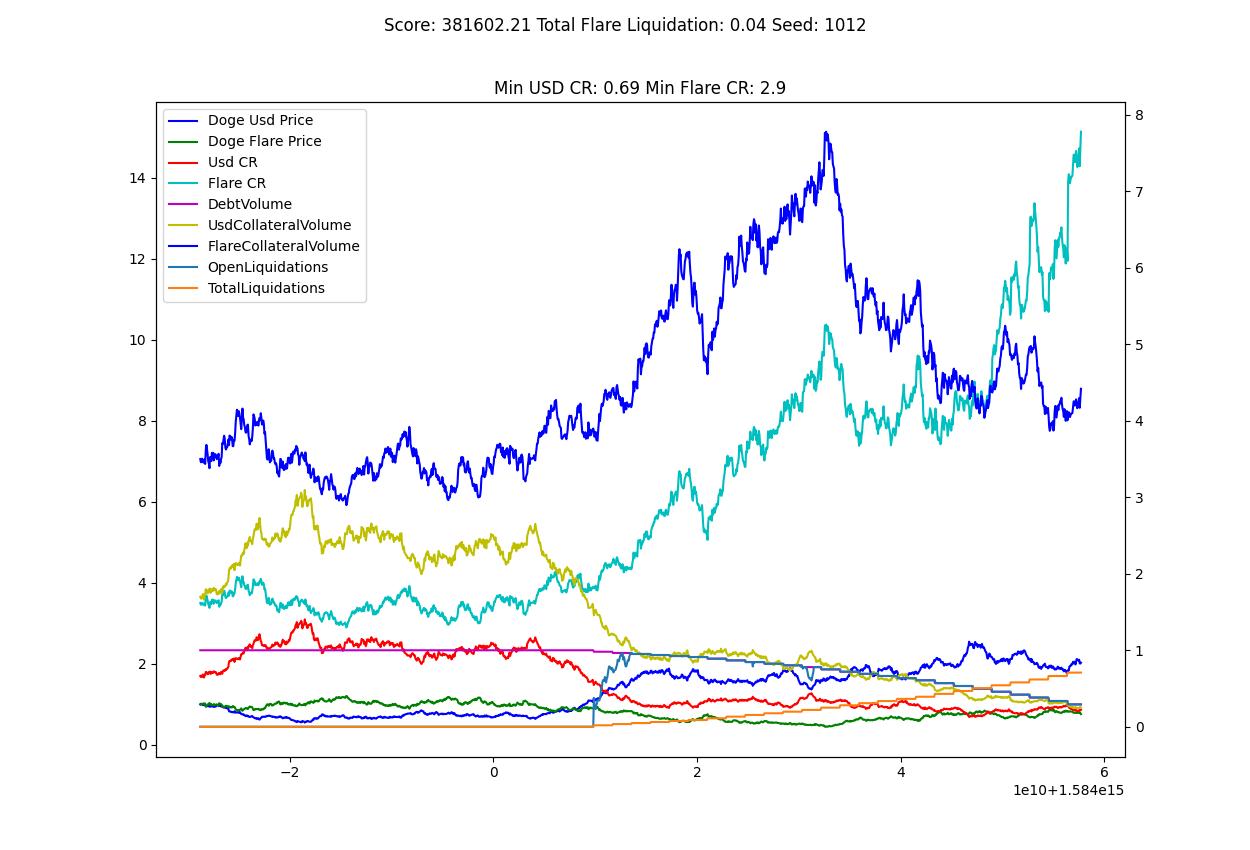 Score: 381602.21 Total Flare Liquidation: 0.04 Seed: 1012
Min USD CR: 0.69 Min Flare CR: 2.9
Doge Usd Price
Doge Flare Price
Usd CR
Flare CR
DebtVolume
UsdCollateralVolume
FlareCollateralVolume
OpenLiquidations
TotalLiquidations
14
12
10
8
6
4
2
0
8
7
6
5
4
3
2
1
0
−2
0
2
4
6
1e10+1.584e15